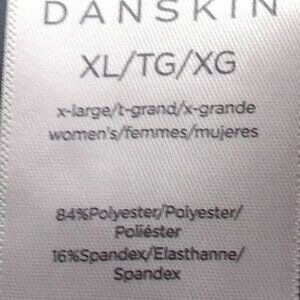 DANSKIN
XL/TG/XG
x-large/t-grand/x-grande
women's/femmes/mujeres
84%Polyester/Polyester/
Poliéster
16%Spandex/Elasthanne/
Spandex